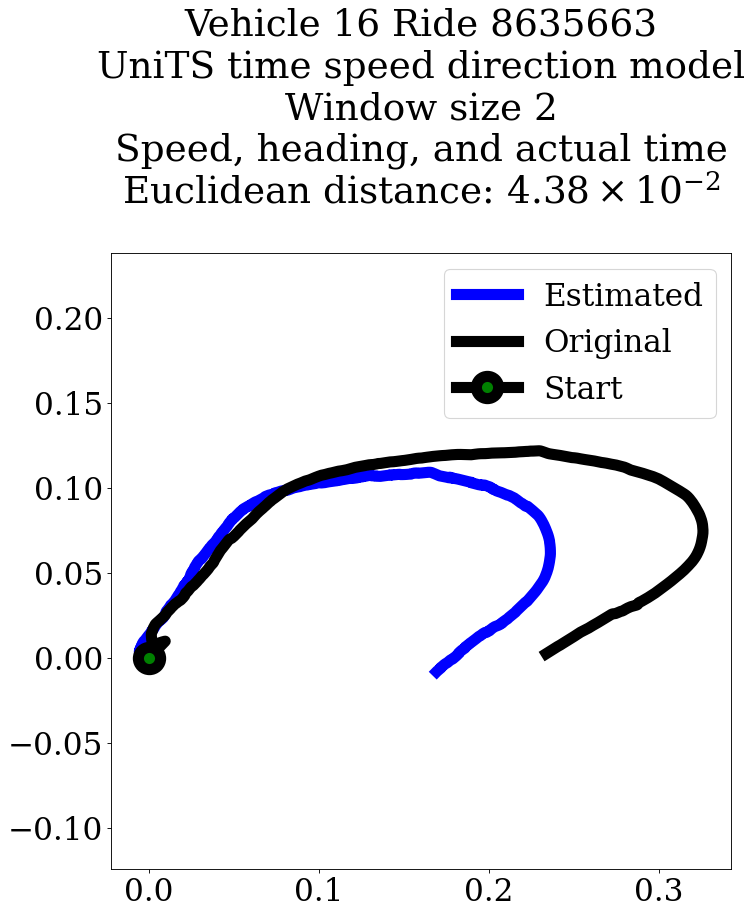 Vehicle 16 Ride 8635663
UniTS time speed direction model
Window size 2
Speed, heading, and actual time
Euclidean distance: $4.38 \times 10^{-2}$
Estimated
Original
Start
0.20
0.15
0.10
0.05
0.00
−0.05
−0.10
0.0 0.1 0.2 0.3